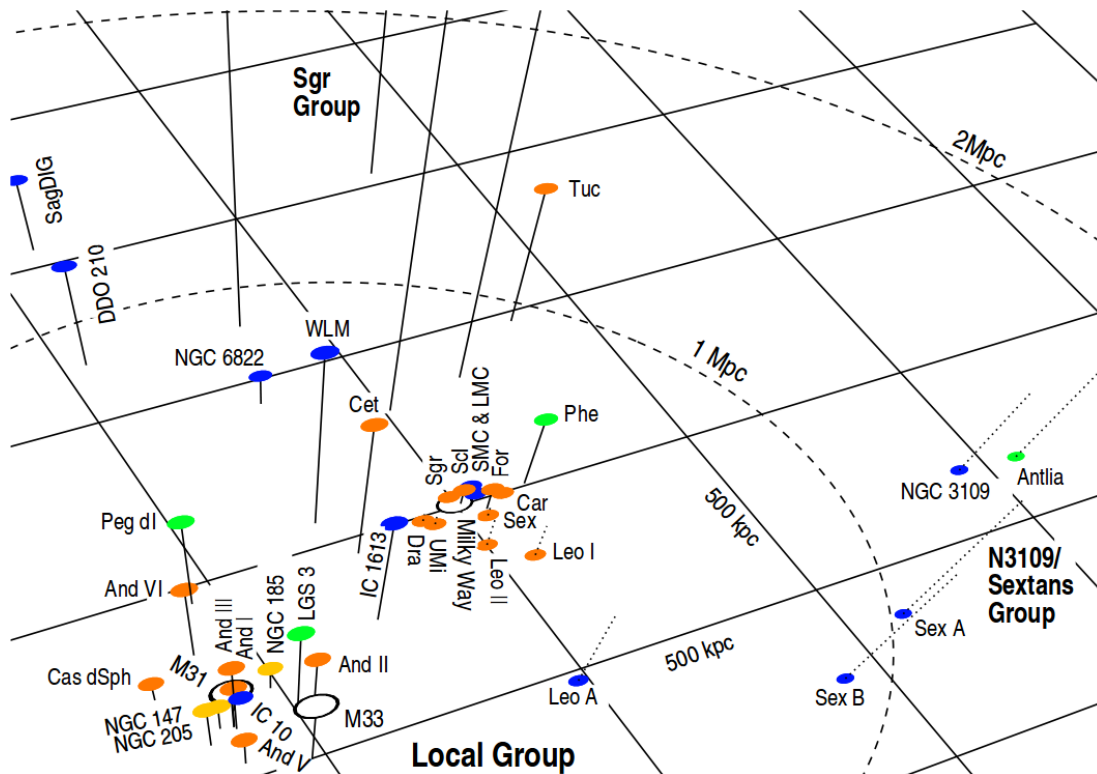 Sgr
Group
2Mpc
SagDIG
Tuc
DDO 210
WLM
NGC 6822
1 Mpc
Cet
SMC & LMC
Phe
Sgr
Scl
For
Car
NGC 3109
Antlia
500 kpc
Peg dI
IC 1613
Dra
UMi
Milky Way
Sex
Leo II
Leo I
N3109/
Sextans
Group
And VI
And III
And I
NGC 185
LGS 3
Sex A
500 kpc
Cas dSph
M31
And II
Leo A
Sex B
NGC 147
NGC 205
IC 10
M33
And V
Local Group